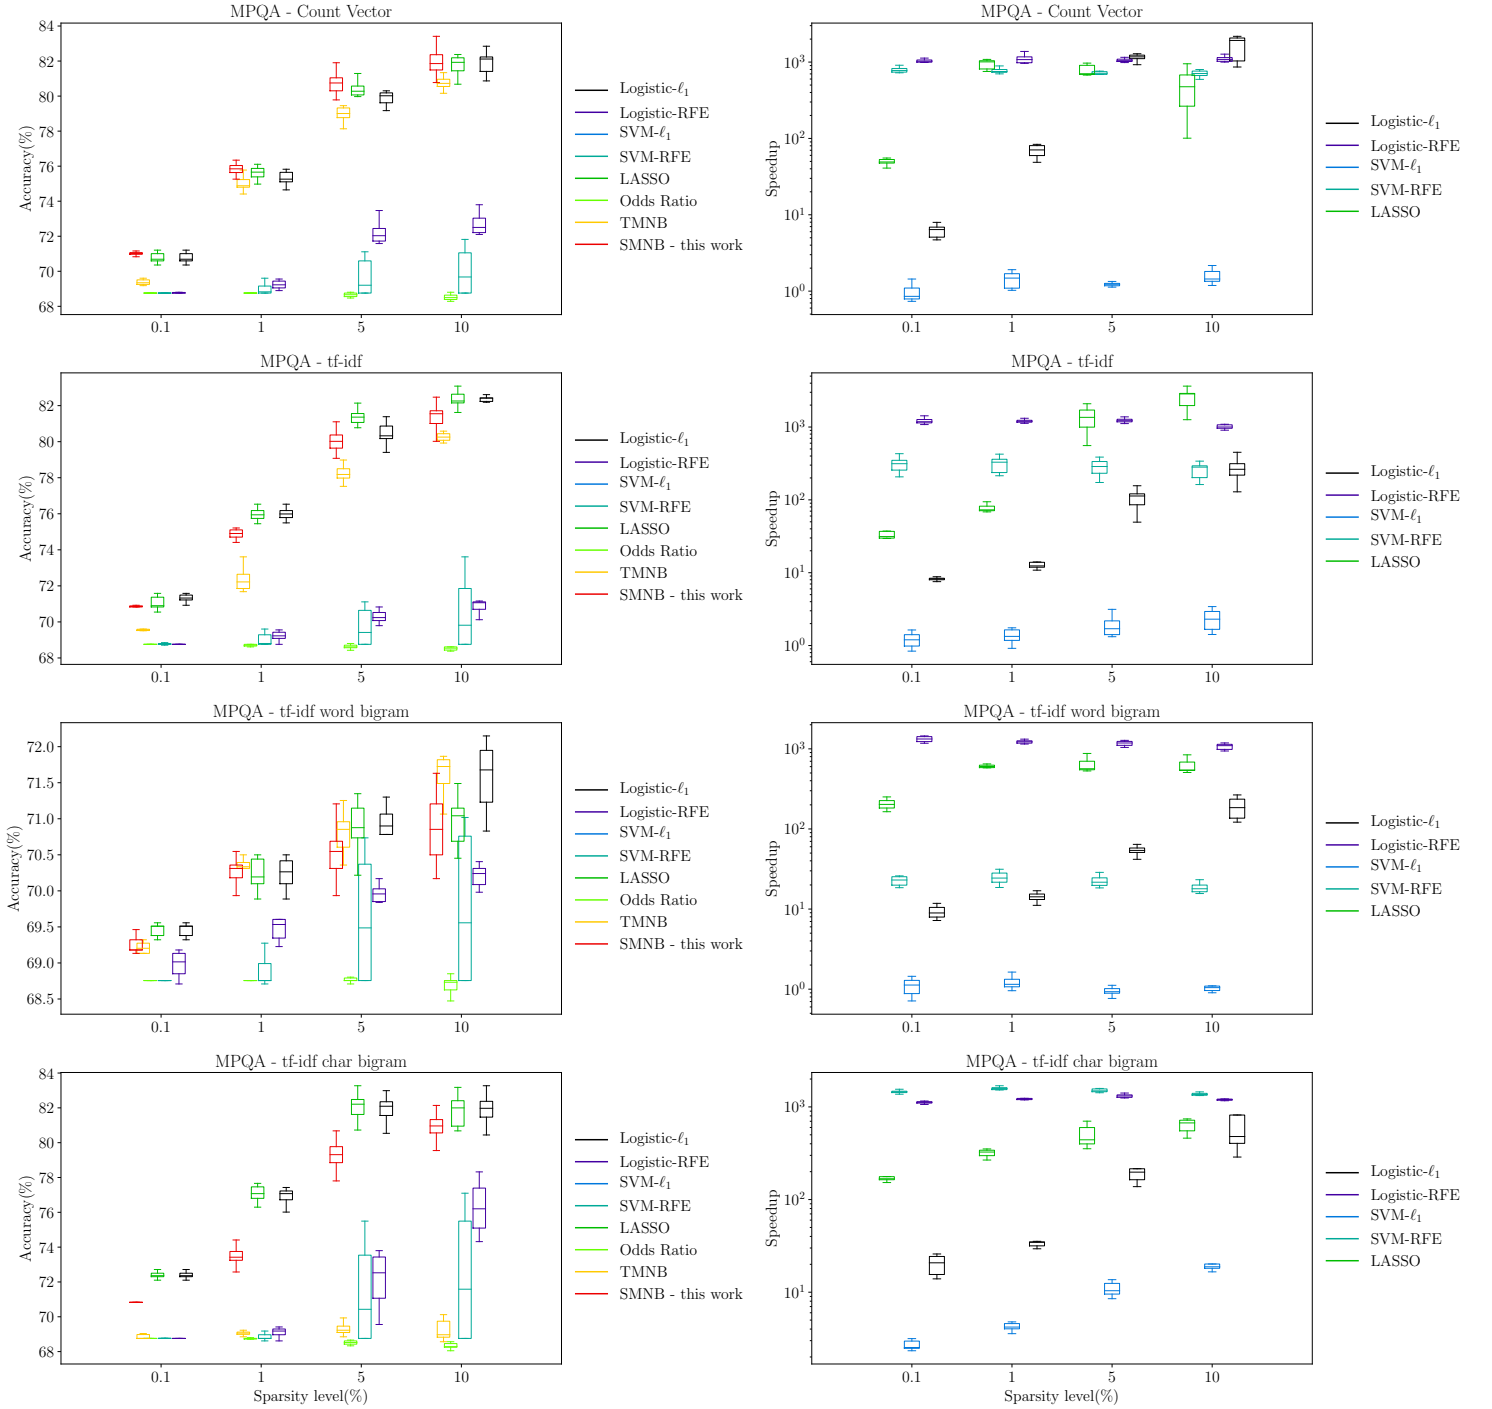 MPQA - Count Vector
Accuracy(%)
84
82
80
78
76
74
72
70
68
0.1 1 5 10
Logistic-ℓ₁
Logistic-RFE
SVM-ℓ₁
SVM-RFE
LASSO
Odds Ratio
TMNB
SMNB - this work
MPQA - Count Vector
Speedup
10³
10²
10¹
10⁰
0.1 1 5 10
Logistic-ℓ₁
Logistic-RFE
SVM-ℓ₁
SVM-RFE
LASSO
MPQA - tf-idf
Accuracy(%)
82
80
78
76
74
72
70
68
0.1 1 5 10
Logistic-ℓ₁
Logistic-RFE
SVM-ℓ₁
SVM-RFE
LASSO
Odds Ratio
TMNB
SMNB - this work
MPQA - tf-idf
Speedup
10³
10²
10¹
10⁰
0.1 1 5 10
Logistic-ℓ₁
Logistic-RFE
SVM-ℓ₁
SVM-RFE
LASSO
MPQA - tf-idf word bigram
Accuracy(%)
72.0
71.5
71.0
70.5
70.0
69.5
69.0
68.5
0.1 1 5 10
Logistic-ℓ₁
Logistic-RFE
SVM-ℓ₁
SVM-RFE
LASSO
Odds Ratio
TMNB
SMNB - this work
MPQA - tf-idf word bigram
Speedup
10³
10²
10¹
10⁰
0.1 1 5 10
Logistic-ℓ₁
Logistic-RFE
SVM-ℓ₁
SVM-RFE
LASSO
MPQA - tf-idf char bigram
Accuracy(%)
84
82
80
78
76
74
72
70
68
0.1 1 5 10
Sparsity level(%)
Logistic-ℓ₁
Logistic-RFE
SVM-ℓ₁
SVM-RFE
LASSO
Odds Ratio
TMNB
SMNB - this work
MPQA - tf-idf char bigram
Speedup
10³
10²
10¹
0.1 1 5 10
Sparsity level(%)
Logistic-ℓ₁
Logistic-RFE
SVM-ℓ₁
SVM-RFE
LASSO